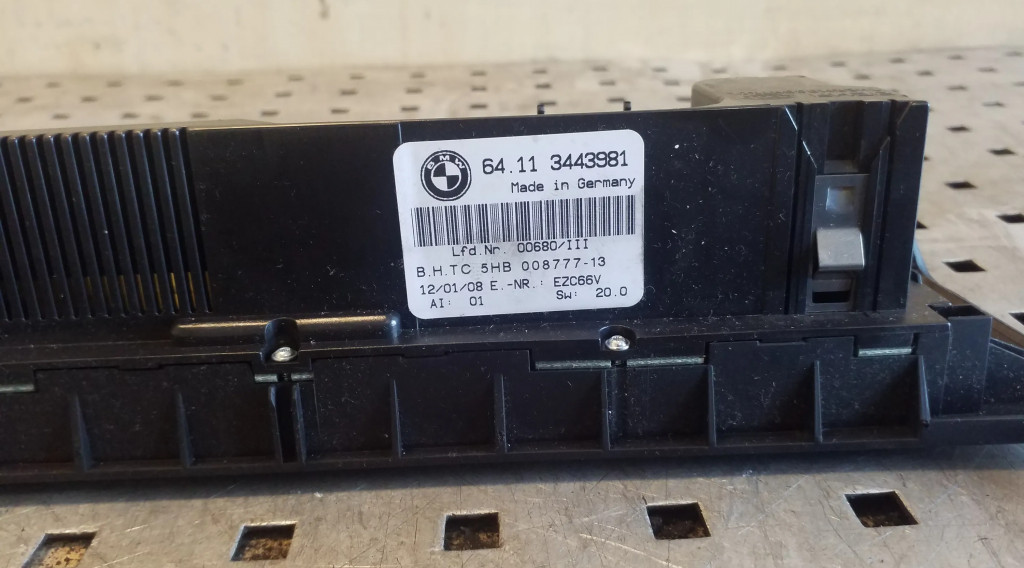 BMW
64.11 3443981
Made in Germany
Lfd.Nr. 00680/III
B.H.TC 5HB 008777-13
12/01/08 E.-NR.: EZC66V
AI: 01 Sw: 20.0